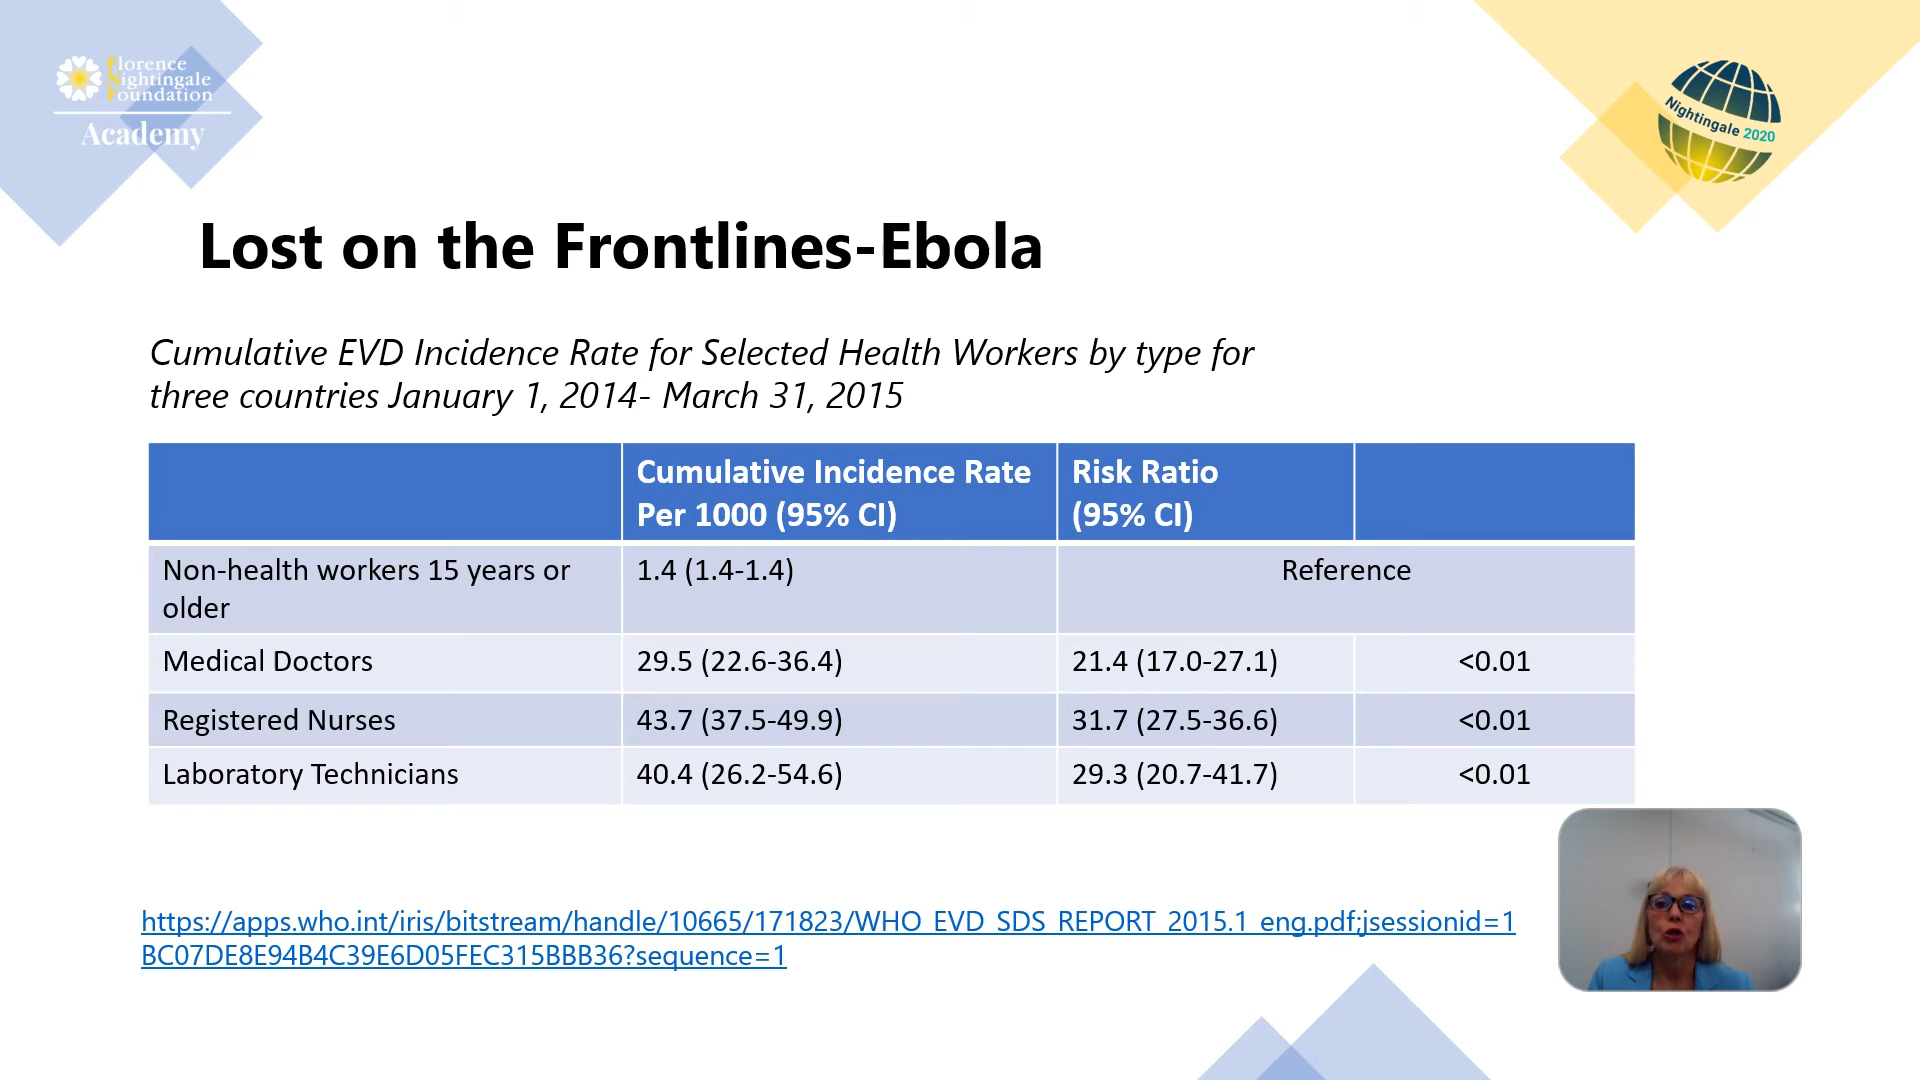 Florence
Nightingale
Foundation
Academy
Nightingale 2020
Lost on the Frontlines-Ebola
Cumulative EVD Incidence Rate for Selected Health Workers by type for
three countries January 1, 2014- March 31, 2015
Cumulative Incidence Rate
Per 1000 (95% CI)
Risk Ratio
(95% CI)
Non-health workers 15 years or
older
1.4 (1.4-1.4)
Reference
Medical Doctors
29.5 (22.6-36.4)
21.4 (17.0-27.1)
<0.01
Registered Nurses
43.7 (37.5-49.9)
31.7 (27.5-36.6)
<0.01
Laboratory Technicians
40.4 (26.2-54.6)
29.3 (20.7-41.7)
<0.01
https://apps.who.int/iris/bitstream/handle/10665/171823/WHO_EVD_SDS_REPORT_2015.1_eng.pdf;jsessionid=1
BC07DE8E94B4C39E6D05FEC315BBB36?sequence=1